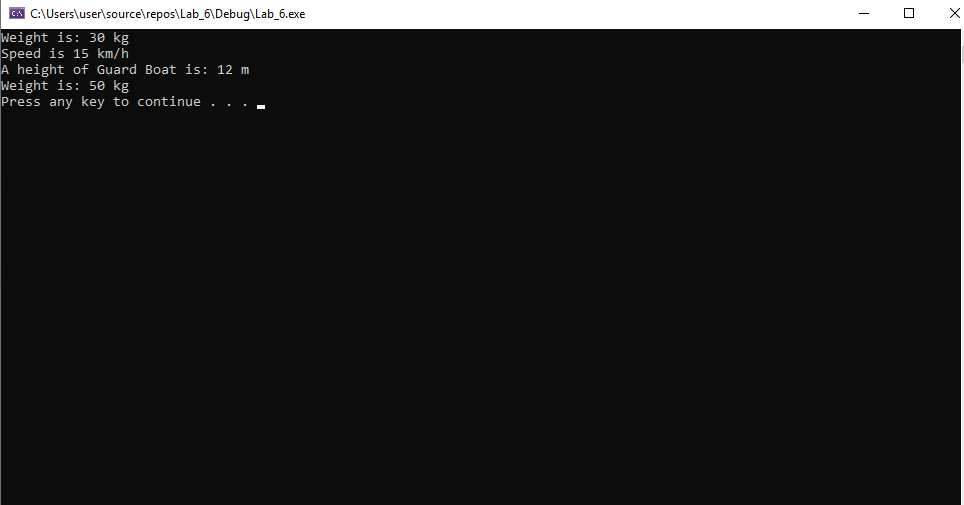 C:\Users\user\source\repos\Lab_6\Debug\Lab_6.exe
Weight is: 30 kg
Speed is 15 km/h
A height of Guard Boat is: 12 m
Weight is: 50 kg
Press any key to continue . . .